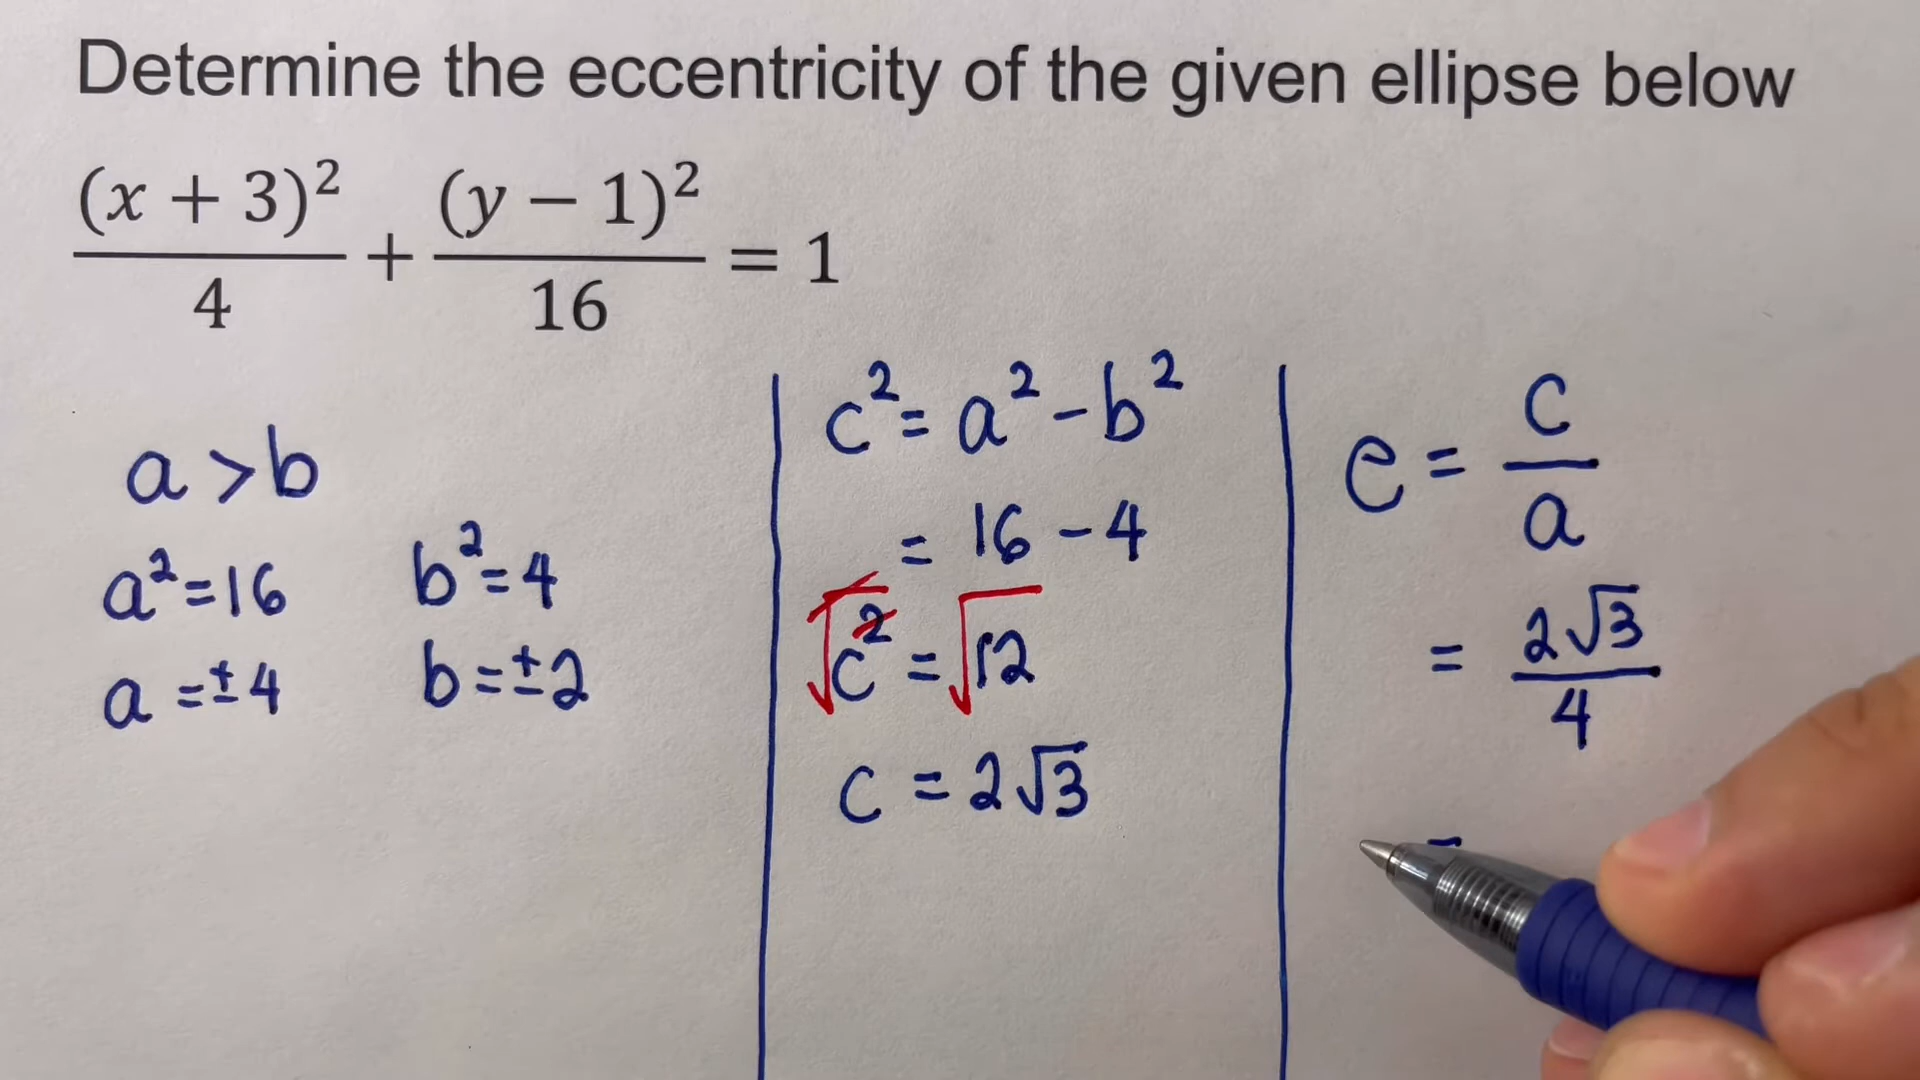 Determine the eccentricity of the given ellipse below
(x + 3)²/4 + (y − 1)²/16 = 1
a > b
a² = 16 b² = 4
a = ±4 b = ±2
c² = a² − b²
= 16 − 4
√c² = √12
c = 2√3
e = c/a
= 2√3/4
=